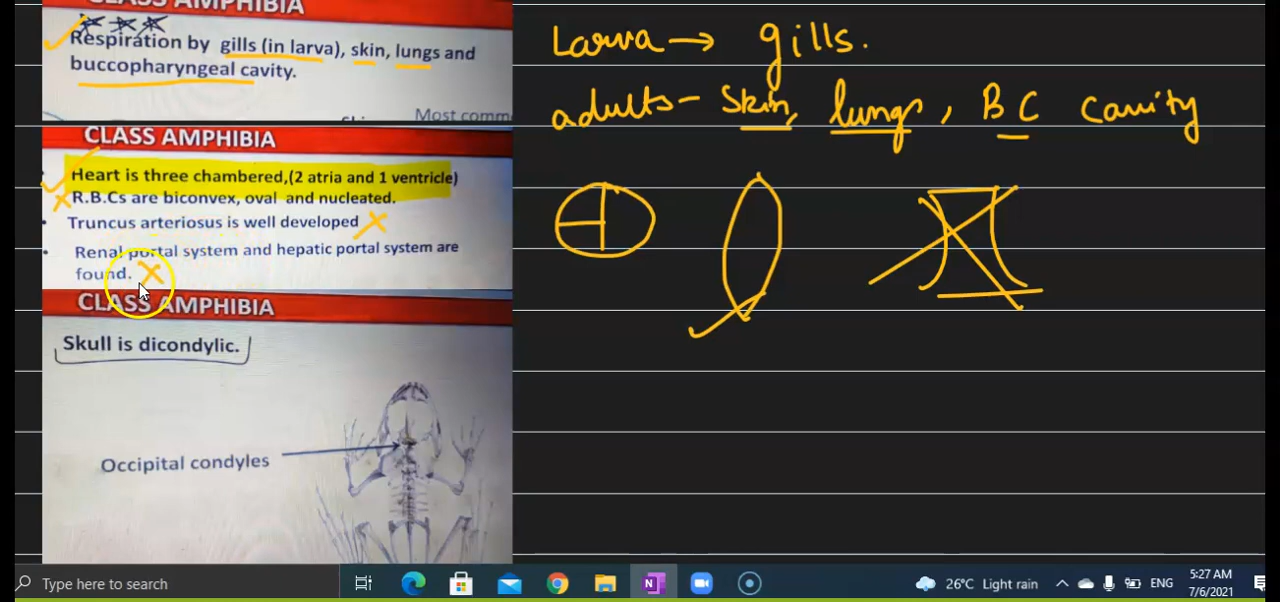 CLASS AMPHIBIA
Respiration by gills (in larva), skin, lungs and
buccopharyngeal cavity.
Most comm
CLASS AMPHIBIA
Heart is three chambered,(2 atria and 1 ventricle)
R.B.Cs are biconvex, oval and nucleated.
• Truncus arteriosus is well developed
• Renal portal system and hepatic portal system are
found.
CLASS AMPHIBIA
Skull is dicondylic.
Occipital condyles
Larva → gills.
adults - Skin, lungs, BC cavity
Type here to search
26°C Light rain
ENG
5:27 AM
7/6/2021